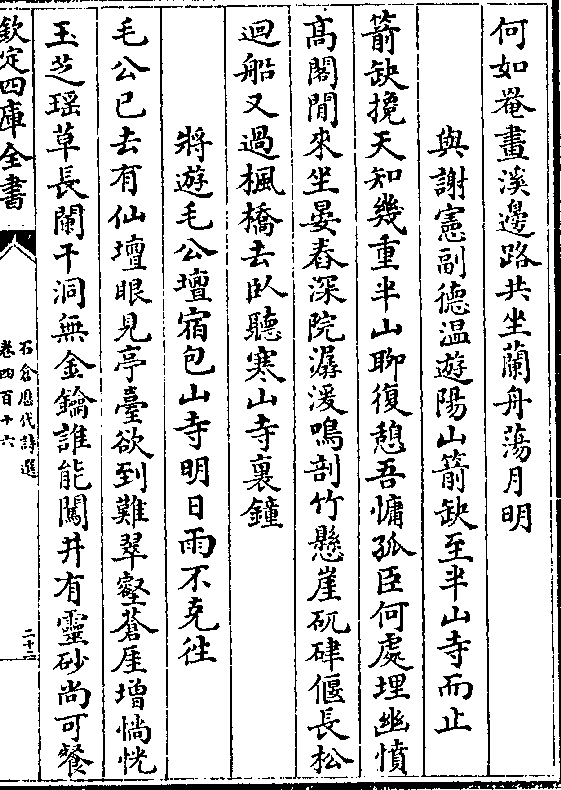 何如罨畫溪邊路共坐蘭舟蕩月明
與謝憲副德温遊陽山箭缺至半山寺而止
箭缺攙天知幾重半山聊復憩吾慵孤臣何處埋幽憤
高閣閒來坐晏春深院潺湲鳴剖竹懸崖矹硉偃長松
迴船又過楓橋去臥聽寒山寺裏鐘
將遊毛公壇宿包山寺明日雨不克徃
毛公已去有仙壇眼見亭臺欲到難翠壑蒼厓增惝恍
玉芝瑶草長闌干洞無金鑰誰能闖井有靈砂尚可餐
欽定四庫全書
石倉歷代詩選
卷四百十六
二十三